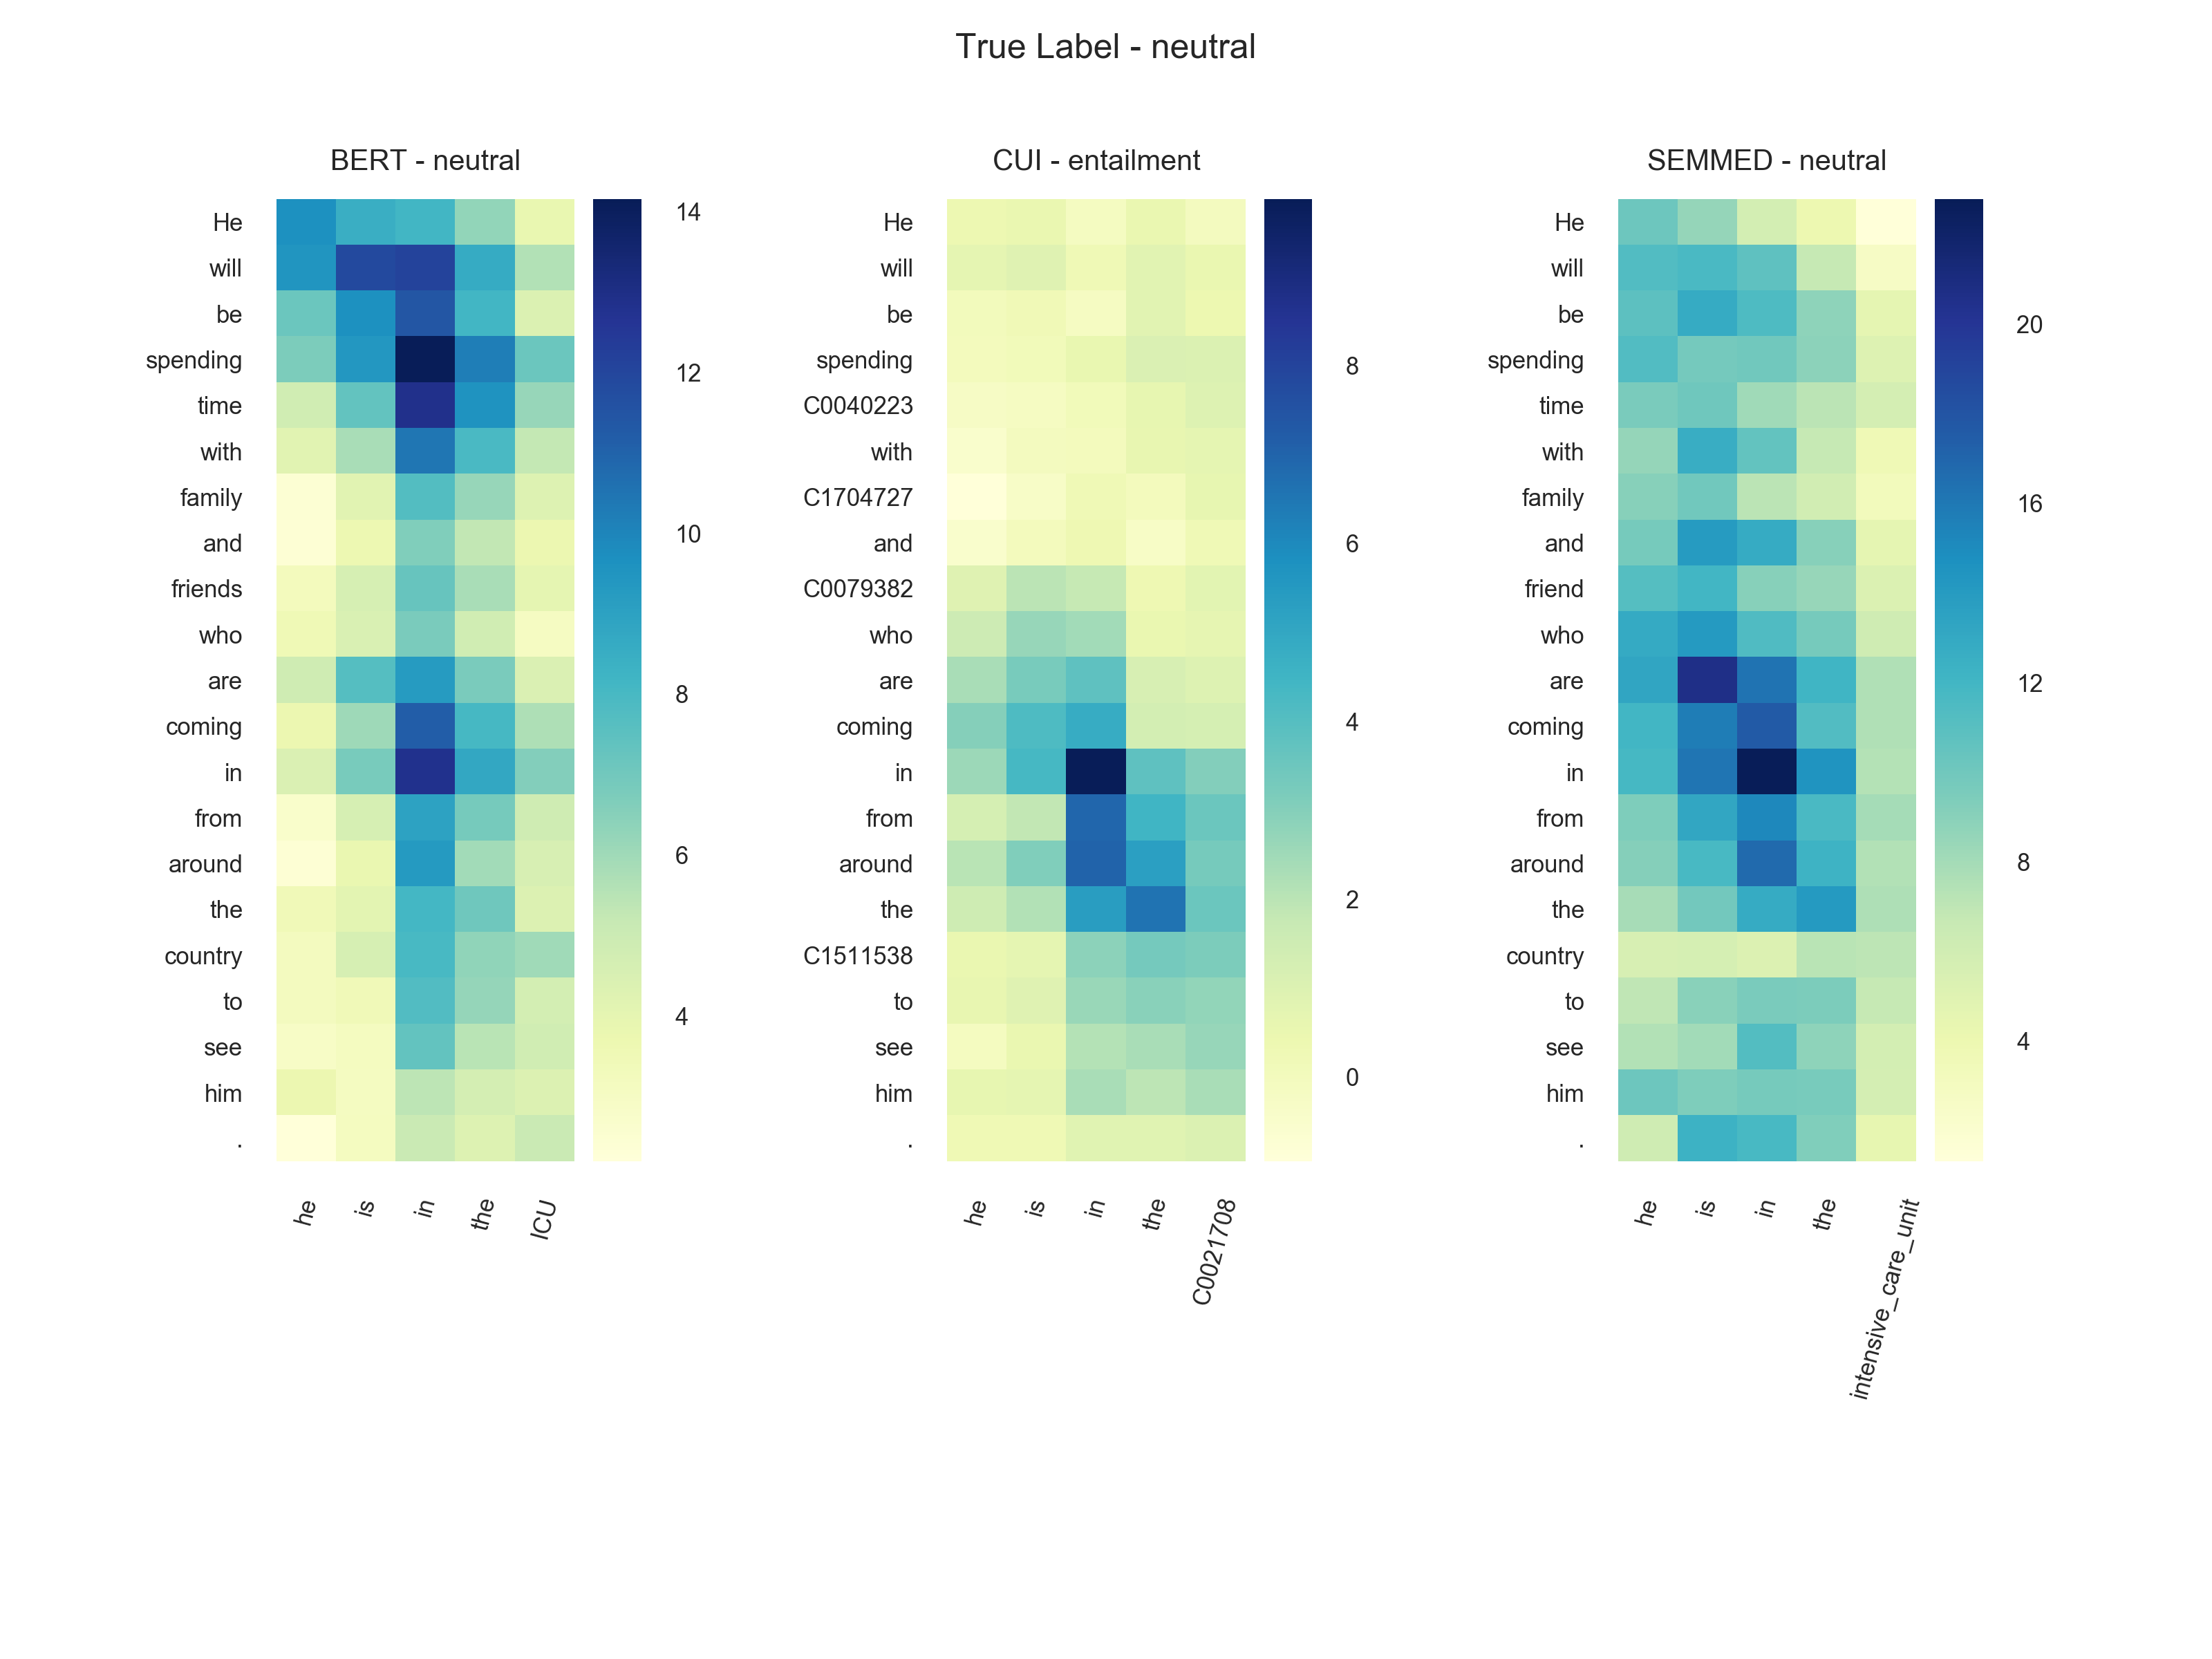 True Label - neutral
BERT - neutral
He
will
be
spending
time
with
family
and
friends
who
are
coming
in
from
around
the
country
to
see
him
.
he
is
in
the
ICU
14
12
10
8
6
4
CUI - entailment
He
will
be
spending
C0040223
with
C1704727
and
C0079382
who
are
coming
in
from
around
the
C1511538
to
see
him
.
he
is
in
the
C0021708
8
6
4
2
0
SEMMED - neutral
He
will
be
spending
time
with
family
and
friend
who
are
coming
in
from
around
the
country
to
see
him
.
he
is
in
the
intensive_care_unit
20
16
12
8
4